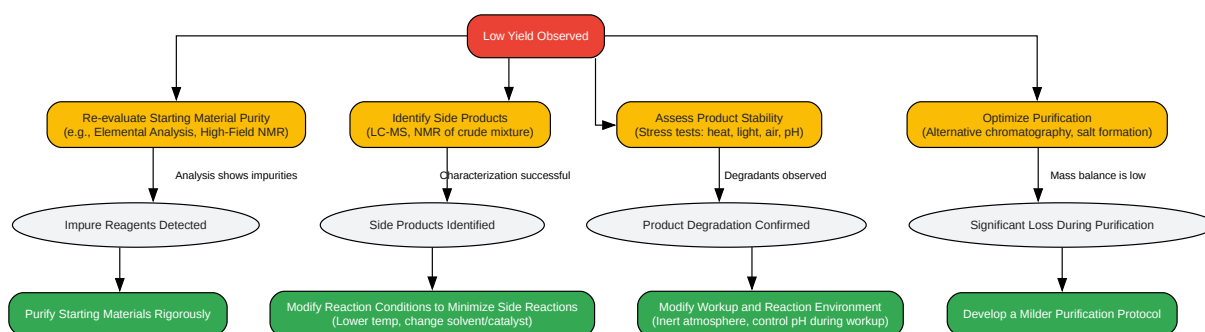 Low Yield Observed
Re-evaluate Starting Material Purity
(e.g., Elemental Analysis, High-Field NMR)
Identify Side Products
(LC-MS, NMR of crude mixture)
Assess Product Stability
(Stress tests: heat, light, air, pH)
Optimize Purification
(Alternative chromatography, salt formation)
Analysis shows impurities
Characterization successful
Degradants observed
Mass balance is low
Impure Reagents Detected
Side Products Identified
Product Degradation Confirmed
Significant Loss During Purification
Purify Starting Materials Rigorously
Modify Reaction Conditions to Minimize Side Reactions
(Lower temp, change solvent/catalyst)
Modify Workup and Reaction Environment
(Inert atmosphere, control pH during workup)
Develop a Milder Purification Protocol